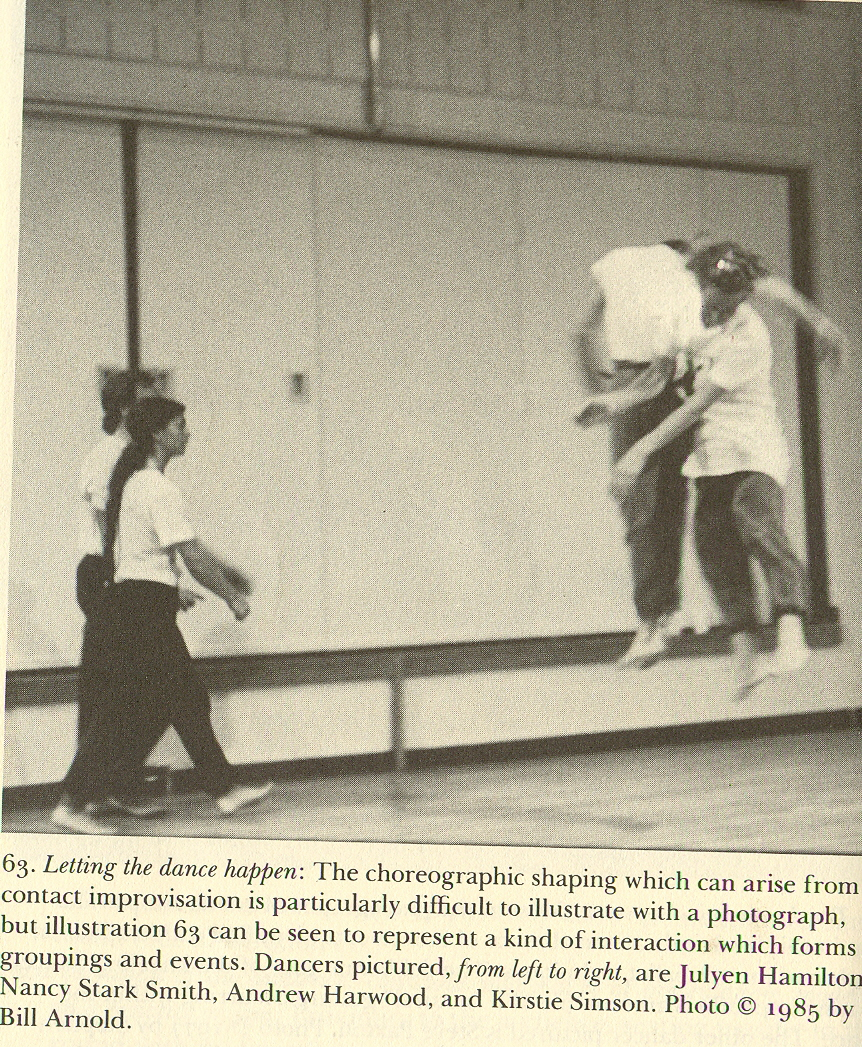 63. Letting the dance happen: The choreographic shaping which can arise from
contact improvisation is particularly difficult to illustrate with a photograph,
but illustration 63 can be seen to represent a kind of interaction which forms
groupings and events. Dancers pictured, from left to right, are Julyen Hamilton
Nancy Stark Smith, Andrew Harwood, and Kirstie Simson. Photo © 1985 by
Bill Arnold.